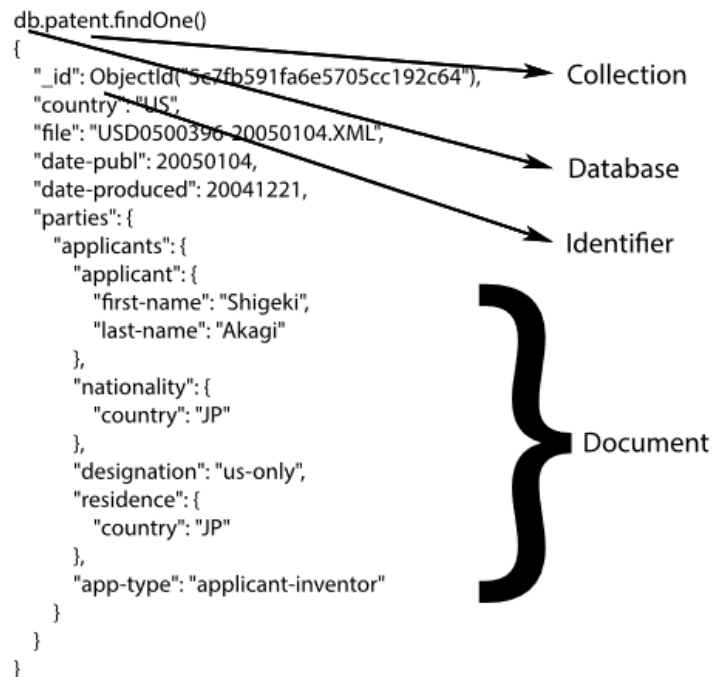 db.patent.findOne()
{
"_id": ObjectId("5c7fb591fa6e5705cc192c64"),
"country": "US",
"file": "USD0500396-20050104.XML",
"date-publ": 20050104,
"date-produced": 20041221,
"parties": {
"applicants": {
"applicant": {
"first-name": "Shigeki",
"last-name": "Akagi"
},
"nationality": {
"country": "JP"
},
"designation": "us-only",
"residence": {
"country": "JP"
},
"app-type": "applicant-inventor"
}
}
}
Collection
Database
Identifier
Document